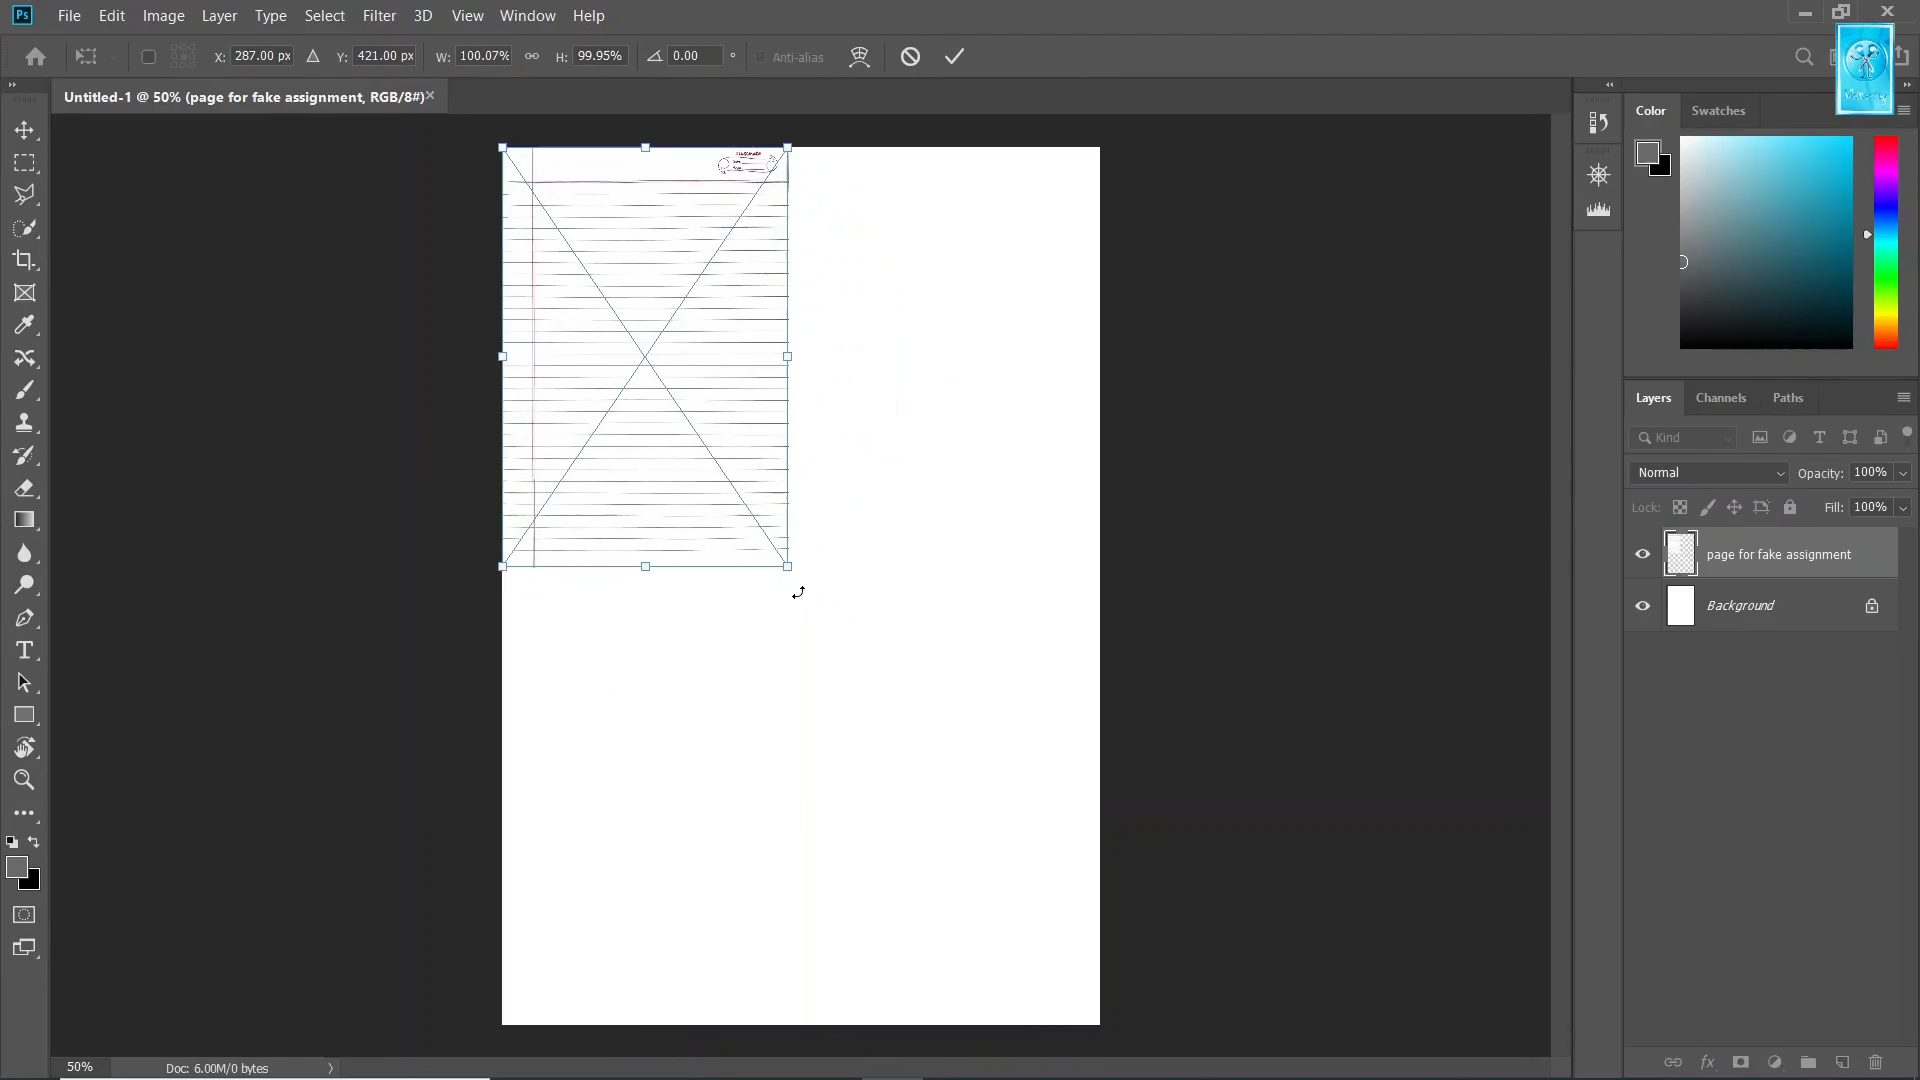 Ps File Edit Image Layer Type Select Filter 3D View Window Help
X: 287.00 px Y: 421.00 px W: 100.07% H: 99.95% 0.00 ° Anti-alias
Untitled-1 @ 50% (page for fake assignment, RGB/8#) ×
Color Swatches
classmate
Layers Channels Paths
Kind
Normal Opacity: 100%
Lock: Fill: 100%
page for fake assignment
Background
fx
50% Doc: 6.00M/0 bytes